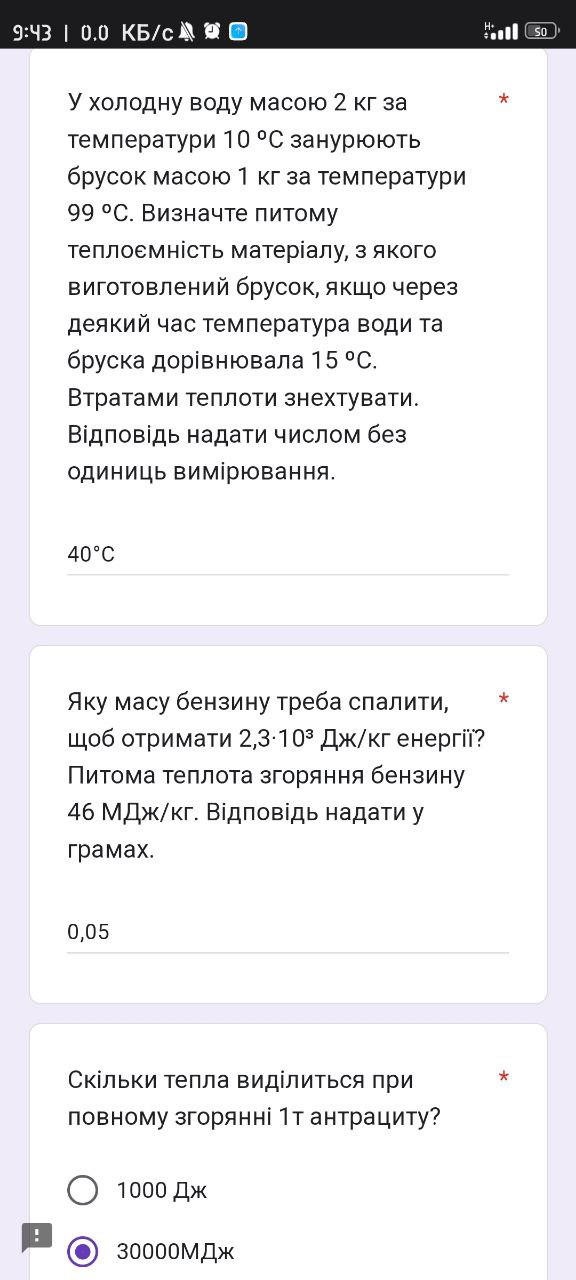 9:43 | 0.0 КБ/с
H+
50
У холодну воду масою 2 кг за *
температури 10 ºС занурюють
брусок масою 1 кг за температури
99 ºС. Визначте питому
теплоємність матеріалу, з якого
виготовлений брусок, якщо через
деякий час температура води та
бруска дорівнювала 15 ºС.
Втратами теплоти знехтувати.
Відповідь надати числом без
одиниць вимірювання.
40°С
Яку масу бензину треба спалити, *
щоб отримати 2,3·10³ Дж/кг енергії?
Питома теплота згоряння бензину
46 МДж/кг. Відповідь надати у
грамах.
0,05
Скільки тепла виділиться при *
повному згорянні 1т антрациту?
1000 Дж
30000МДж